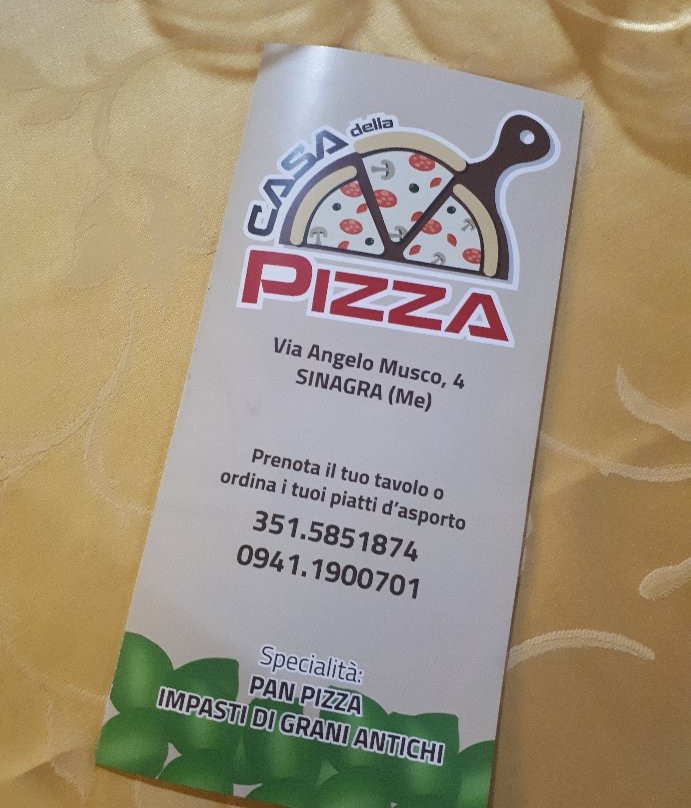 CASA della
PIZZA
Via Angelo Musco, 4
SINAGRA (Me)
Prenota il tuo tavolo o
ordina i tuoi piatti d'asporto
351.5851874
0941.1900701
Specialità:
PAN PIZZA
IMPASTI DI GRANI ANTICHI